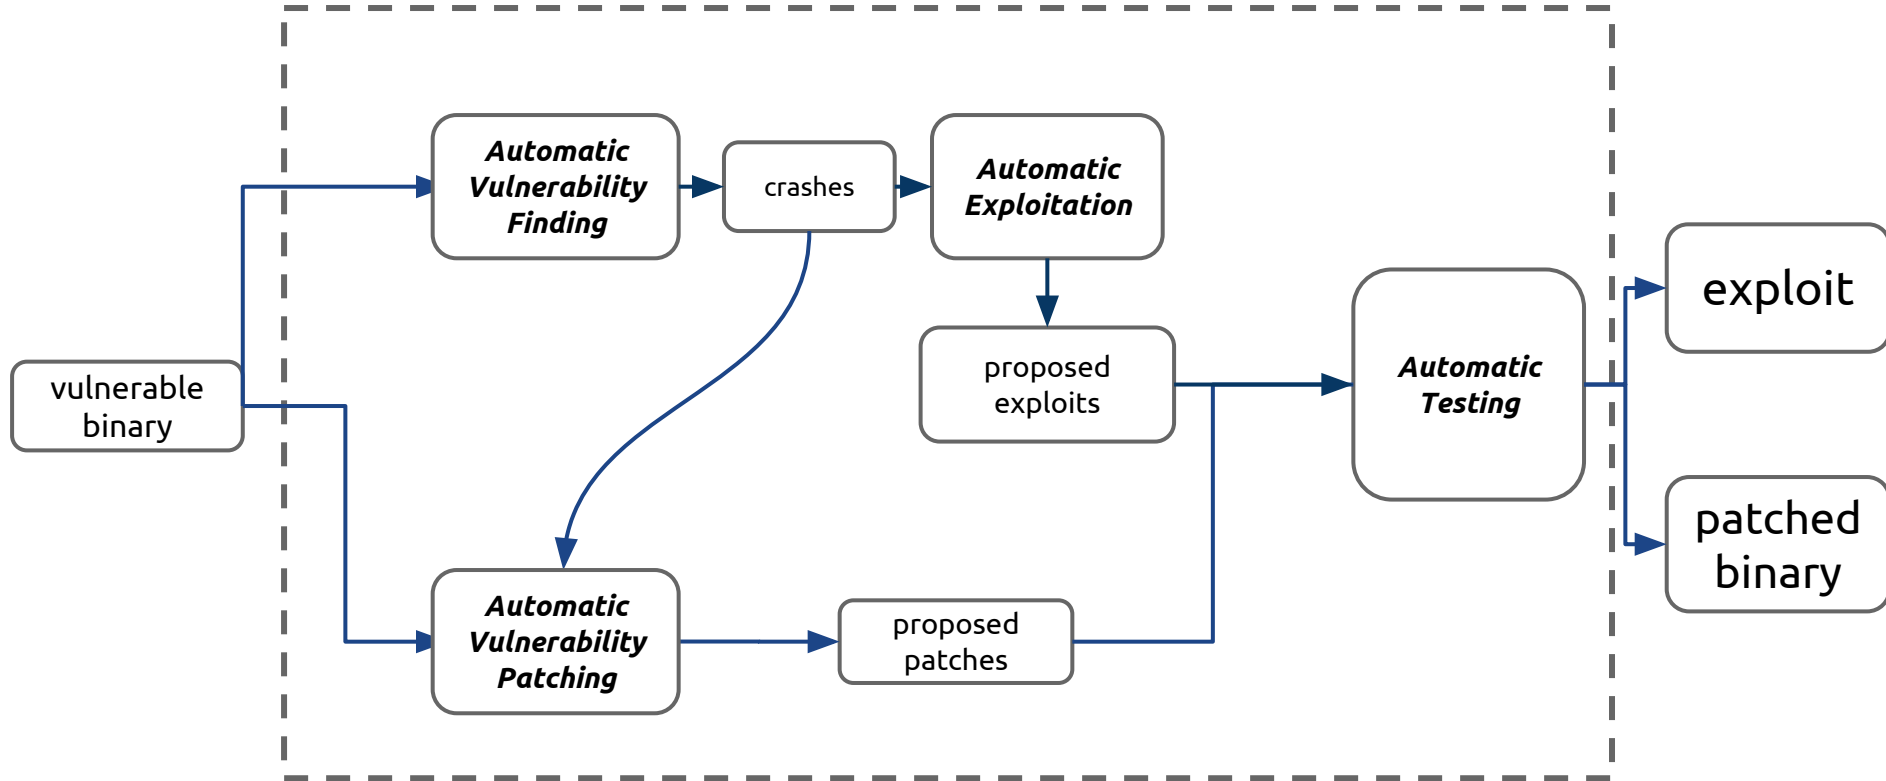 Automatic
Vulnerability
Finding
crashes
Automatic
Exploitation
vulnerable
binary
proposed
exploits
Automatic
Testing
exploit
patched
binary
Automatic
Vulnerability
Patching
proposed
patches